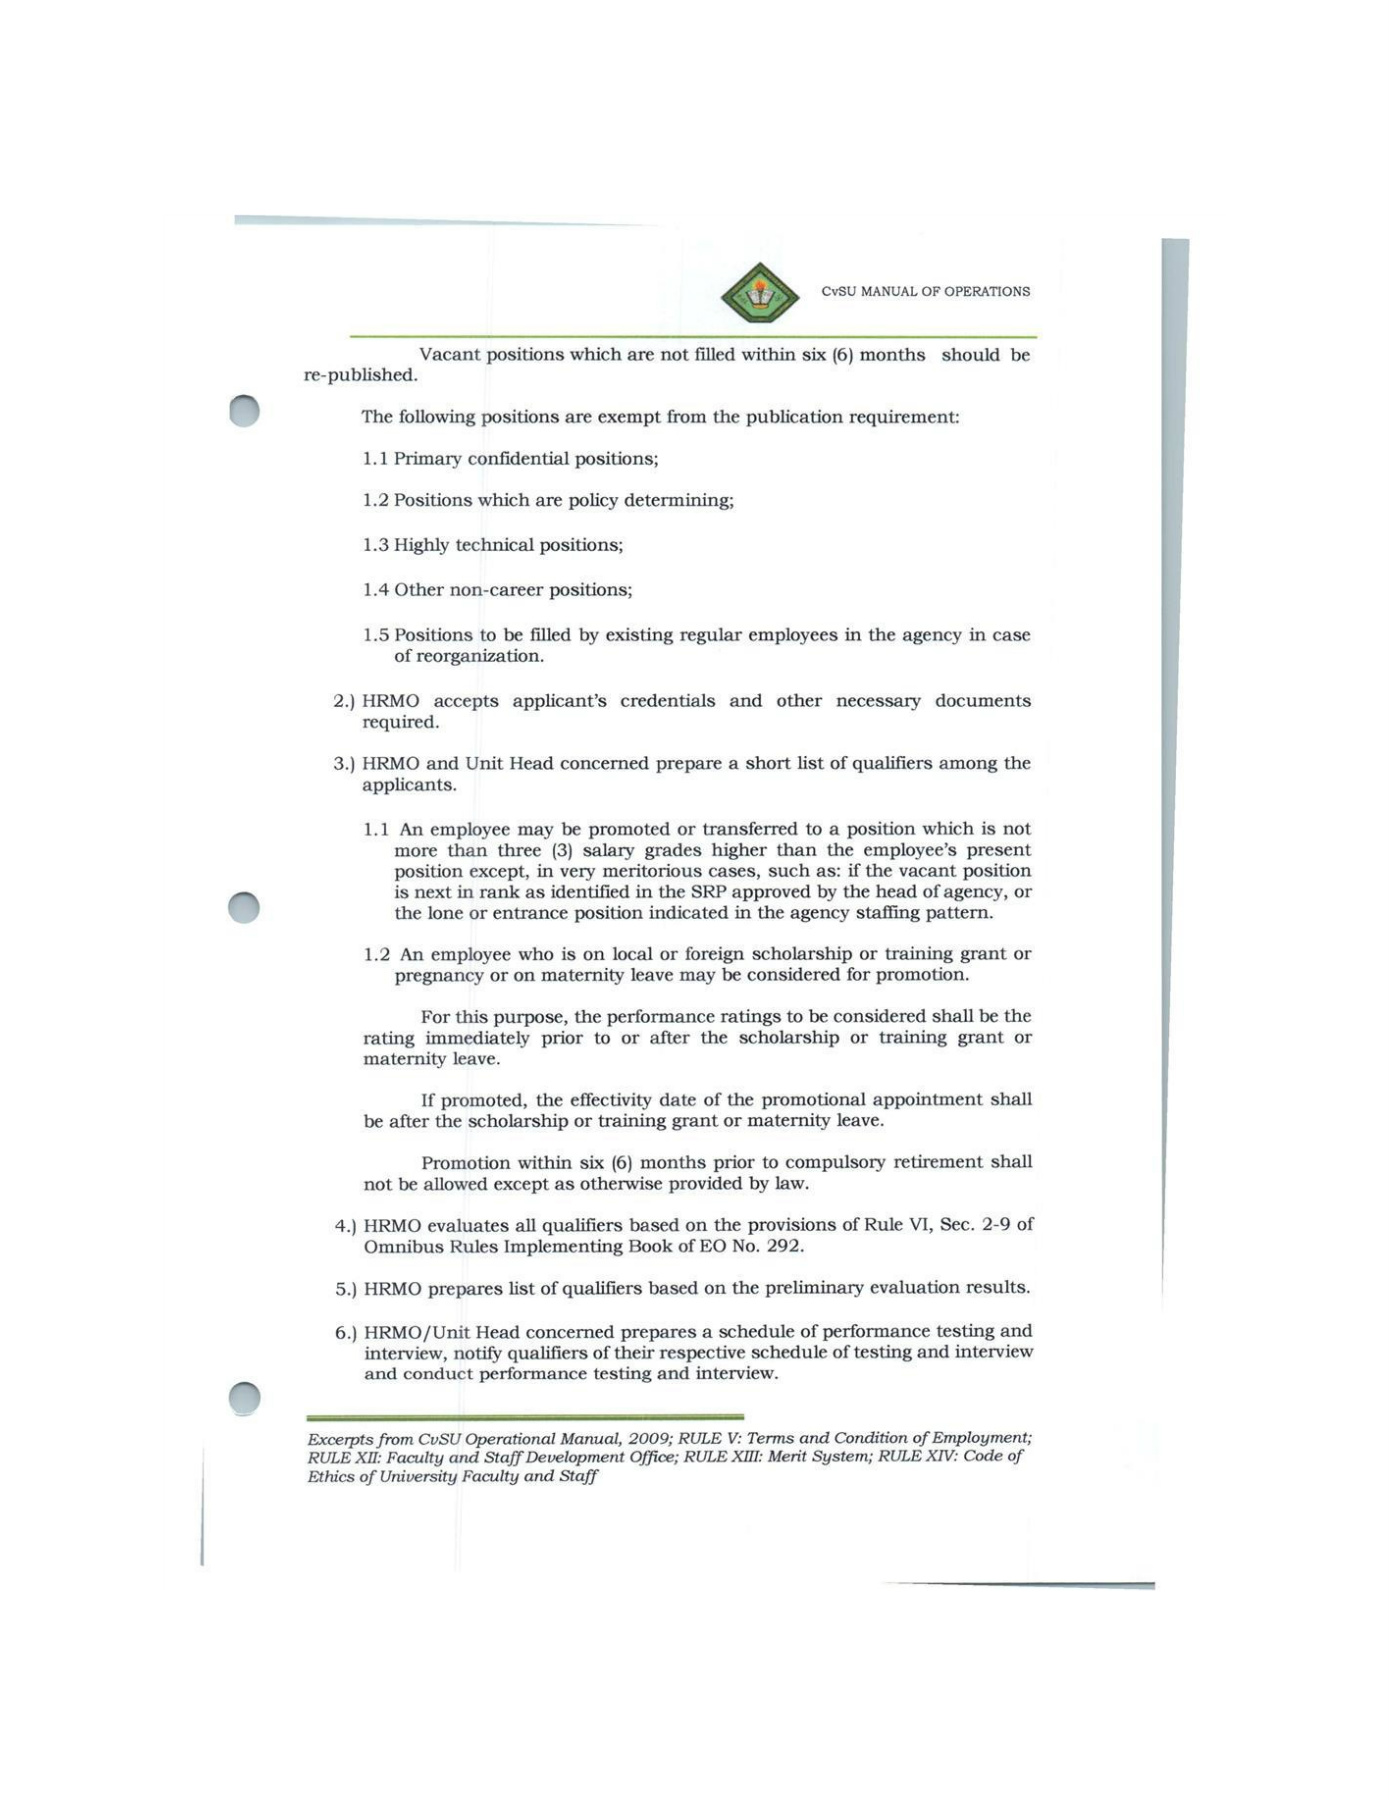 CvSU MANUAL OF OPERATIONS
Vacant positions which are not filled within six (6) months should be
re-published.
The following positions are exempt from the publication requirement:
1.1 Primary confidential positions;
1.2 Positions which are policy determining;
1.3 Highly technical positions;
1.4 Other non-career positions;
1.5 Positions to be filled by existing regular employees in the agency in case
of reorganization.
2.) HRMO accepts applicant's credentials and other necessary documents
required.
3.) HRMO and Unit Head concerned prepare a short list of qualifiers among the
applicants.
1.1 An employee may be promoted or transferred to a position which is not
more than three (3) salary grades higher than the employee's present
position except, in very meritorious cases, such as: if the vacant position
is next in rank as identified in the SRP approved by the head of agency, or
the lone or entrance position indicated in the agency staffing pattern.
1.2 An employee who is on local or foreign scholarship or training grant or
pregnancy or on maternity leave may be considered for promotion.
For this purpose, the performance ratings to be considered shall be the
rating immediately prior to or after the scholarship or training grant or
maternity leave.
If promoted, the effectivity date of the promotional appointment shall
be after the scholarship or training grant or maternity leave.
Promotion within six (6) months prior to compulsory retirement shall
not be allowed except as otherwise provided by law.
4.) HRMO evaluates all qualifiers based on the provisions of Rule VI, Sec. 2-9 of
Omnibus Rules Implementing Book of EO No. 292.
5.) HRMO prepares list of qualifiers based on the preliminary evaluation results.
6.) HRMO/Unit Head concerned prepares a schedule of performance testing and
interview, notify qualifiers of their respective schedule of testing and interview
and conduct performance testing and interview.
Excerpts from CvSU Operational Manual, 2009; RULE V: Terms and Condition of Employment;
RULE XII: Faculty and Staff Development Office; RULE XIII: Merit System; RULE XIV: Code of
Ethics of University Faculty and Staff